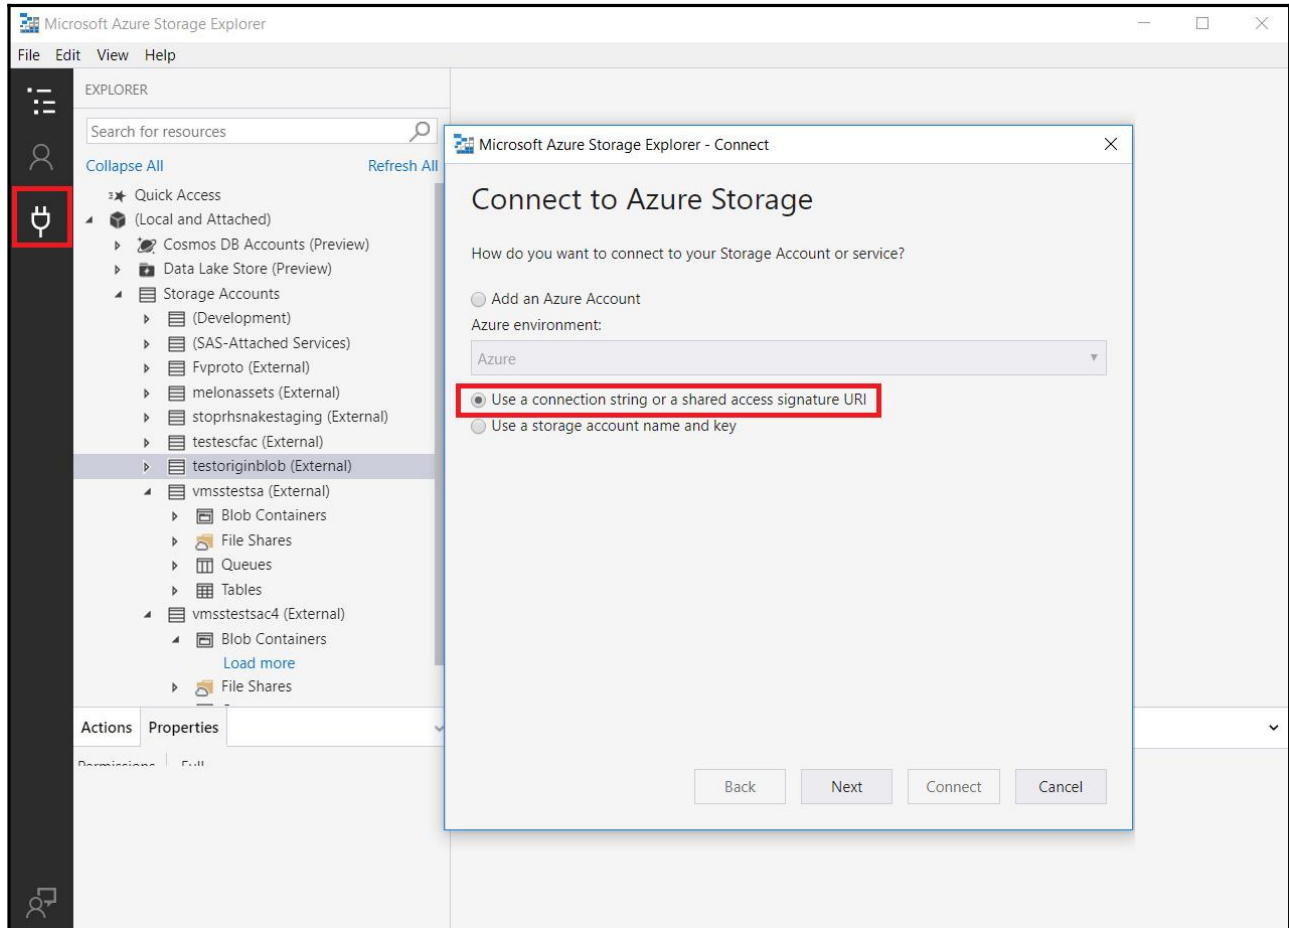 Microsoft Azure Storage Explorer
File Edit View Help
EXPLORER
Search for resources
Collapse All Refresh All
Quick Access
(Local and Attached)
Cosmos DB Accounts (Preview)
Data Lake Store (Preview)
Storage Accounts
(Development)
(SAS-Attached Services)
Fvproto (External)
melonassets (External)
stoprhsnakestaging (External)
testescfac (External)
testoriginblob (External)
vmsstestsa (External)
Blob Containers
File Shares
Queues
Tables
vmsstestsac4 (External)
Blob Containers
Load more
File Shares
Actions Properties
Permissions Full
Microsoft Azure Storage Explorer - Connect
Connect to Azure Storage
How do you want to connect to your Storage Account or service?
Add an Azure Account
Azure environment:
Azure
Use a connection string or a shared access signature URI
Use a storage account name and key
Back Next Connect Cancel